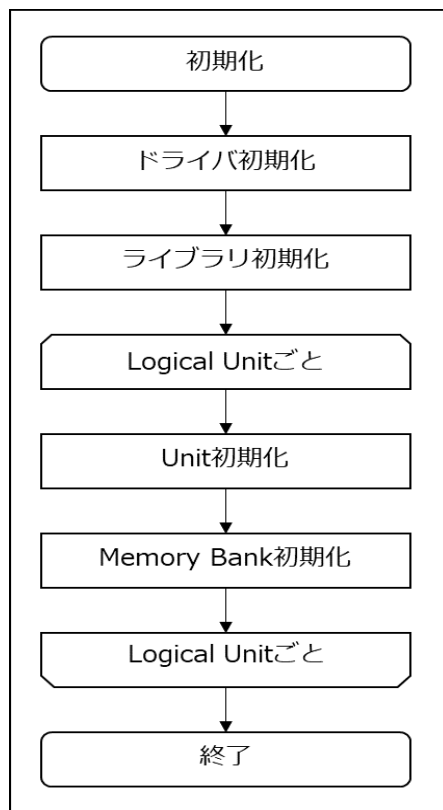 初期化
ドライバ初期化
ライブラリ初期化
Logical Unitごと
Unit初期化
Memory Bank初期化
Logical Unitごと
終了